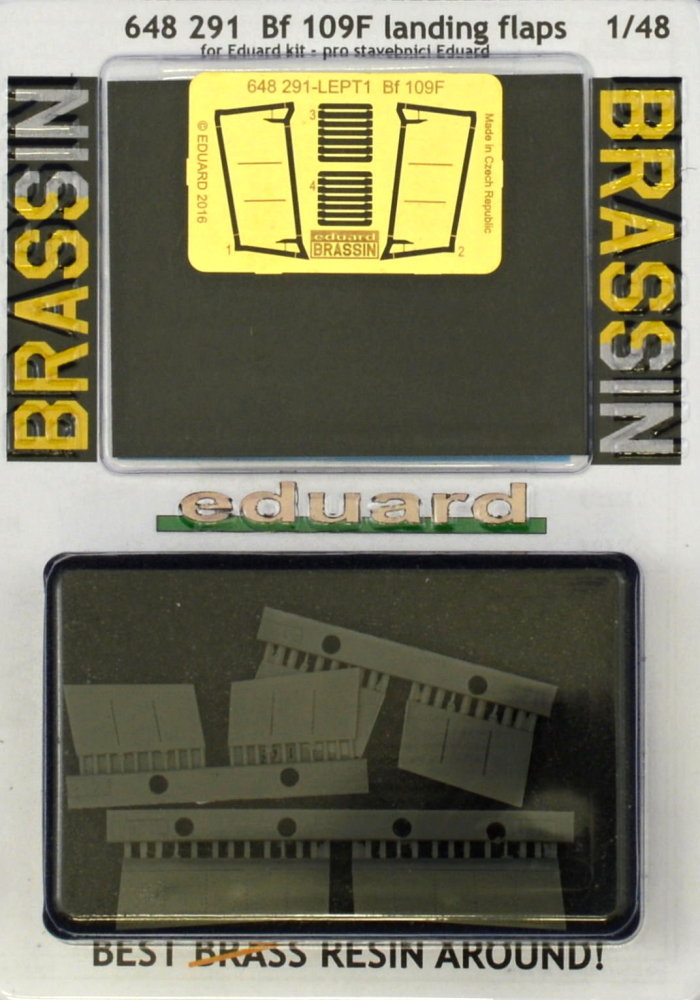 648 291 Bf 109F landing flaps 1/48
for Eduard kit - pro stavebnici Eduard
BRASSIN
BRASSIN
648 291-LEPT1 Bf 109F
© EDUARD 2016
Made in Czech Republic
3
4
1
2
eduard
BRASSIN
eduard
BEST BRASS RESIN AROUND!